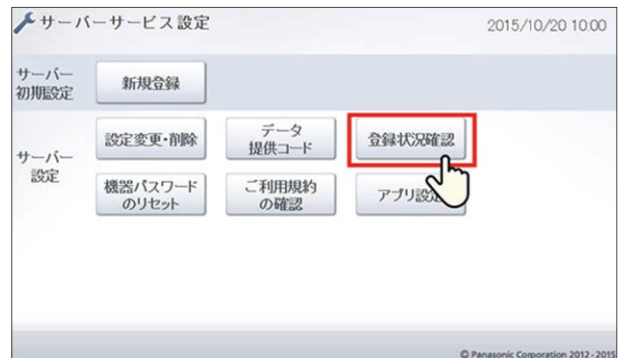 サーバーサービス設定
2015/10/20 10:00
サーバー
初期設定
新規登録
サーバー
設定
設定変更・削除
データ
提供コード
登録状況確認
機器パスワード
のリセット
ご利用規約
の確認
アプリ設定
© Panasonic Corporation 2012-2015